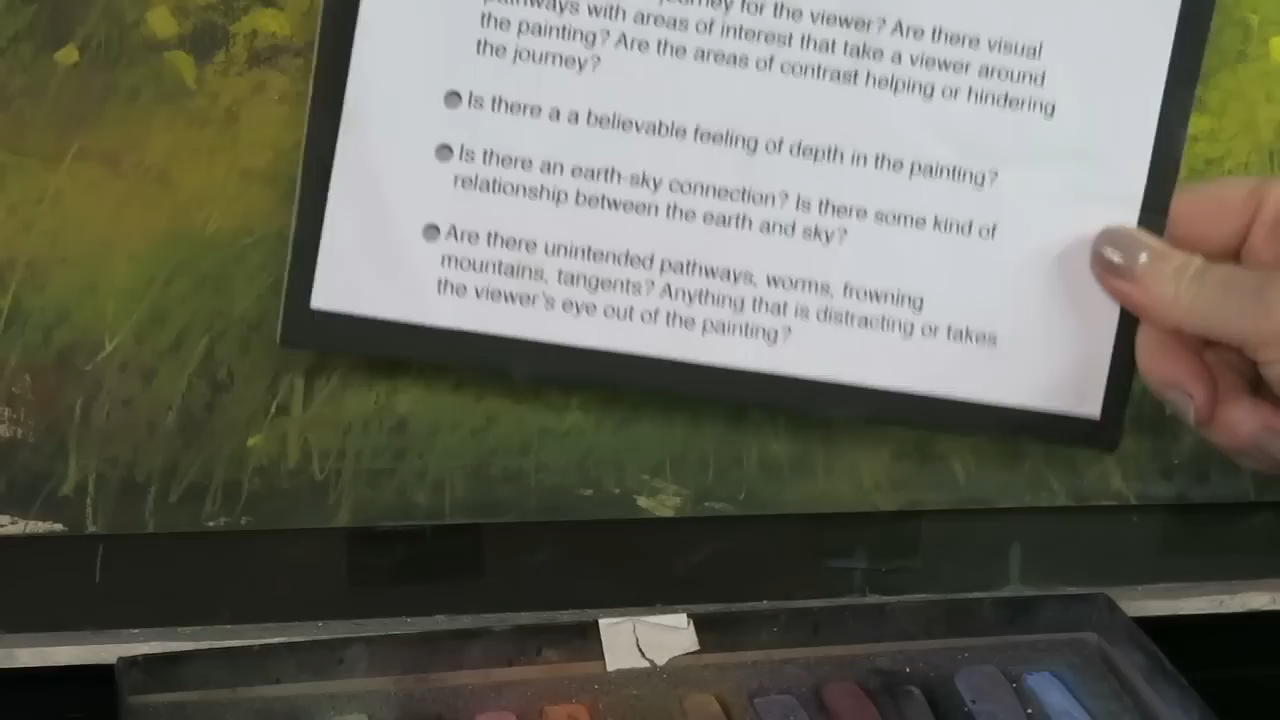 for the viewer? Are there visual
pathways with areas of interest that take a viewer around
the painting? Are the areas of contrast helping or hindering
the journey?
Is there a a believable feeling of depth in the painting?
Is there an earth-sky connection? Is there some kind of
relationship between the earth and sky?
Are there unintended pathways, worms, frowning
mountains, tangents? Anything that is distracting or takes
the viewer's eye out of the painting?